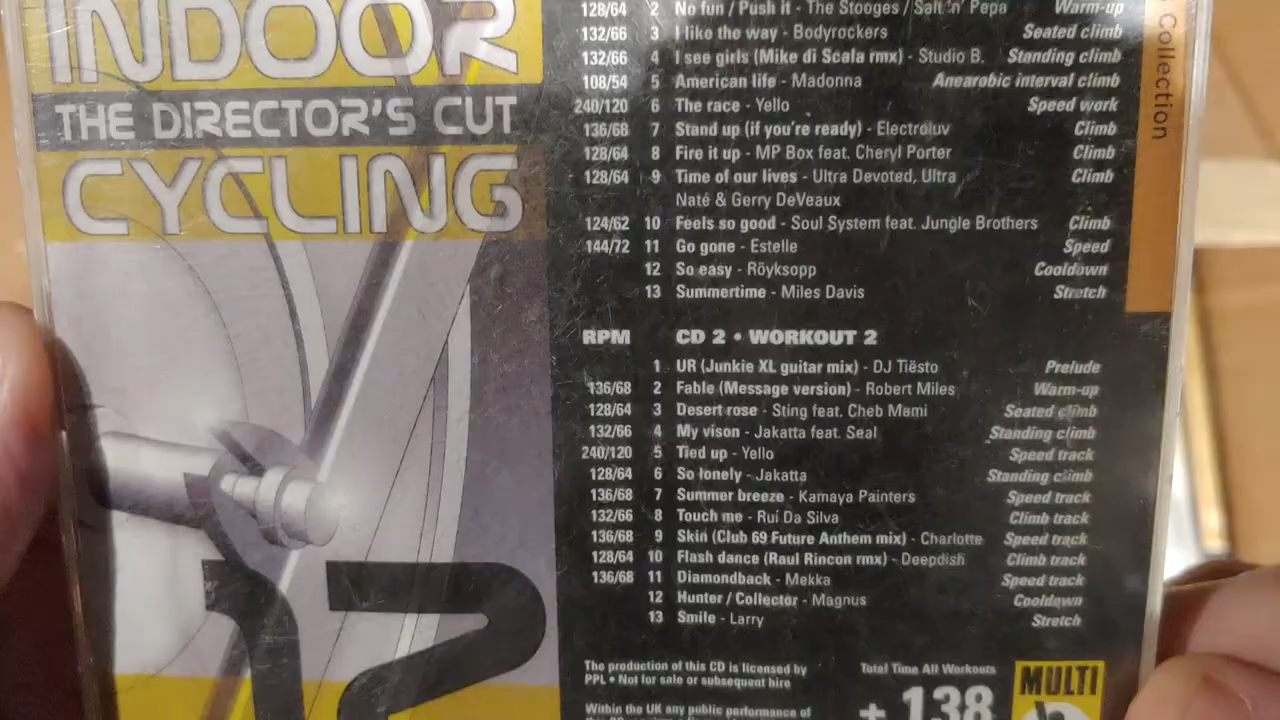 INDOOR
THE DIRECTOR'S CUT
CYCLING
12
128/64 2 No fun / Push it - The Stooges / Salt 'n' Pepa Warm-up
132/66 3 I like the way - Bodyrockers Seated climb
132/66 4 I see girls (Mike di Scala rmx) - Studio B. Standing climb
108/54 5 American life - Madonna Anearobic interval climb
240/120 6 The race - Yello Speed work
136/68 7 Stand up (if you're ready) - Electroluv Climb
128/64 8 Fire it up - MP Box feat. Cheryl Porter Climb
128/64 9 Time of our lives - Ultra Devoted, Ultra Climb
Naté & Gerry DeVeaux
124/62 10 Feels so good - Soul System feat. Jungle Brothers Climb
144/72 11 Go gone - Estelle Speed
12 So easy - Röyksopp Cooldown
13 Summertime - Miles Davis Stretch
RPM CD 2 • WORKOUT 2
1 UR (Junkie XL guitar mix) - DJ Tiësto Prelude
136/68 2 Fable (Message version) - Robert Miles Warm-up
128/64 3 Desert rose - Sting feat. Cheb Mami Seated climb
132/66 4 My vison - Jakatta feat. Seal Standing climb
240/120 5 Tied up - Yello Speed track
128/64 6 So lonely - Jakatta Standing climb
136/68 7 Summer breeze - Kamaya Painters Speed track
132/66 8 Touch me - Rui Da Silva Climb track
136/68 9 Skin (Club 69 Future Anthem mix) - Charlotte Speed track
128/64 10 Flash dance (Raul Rincon rmx) - Deepdish Climb track
136/68 11 Diamondback - Mekka Speed track
12 Hunter / Collector - Magnus Cooldown
13 Smile - Larry Stretch
The production of this CD is licensed by
PPL • Not for sale or subsequent hire
Within the UK any public performance of
Total Time All Workouts
138
MULTI
Collection